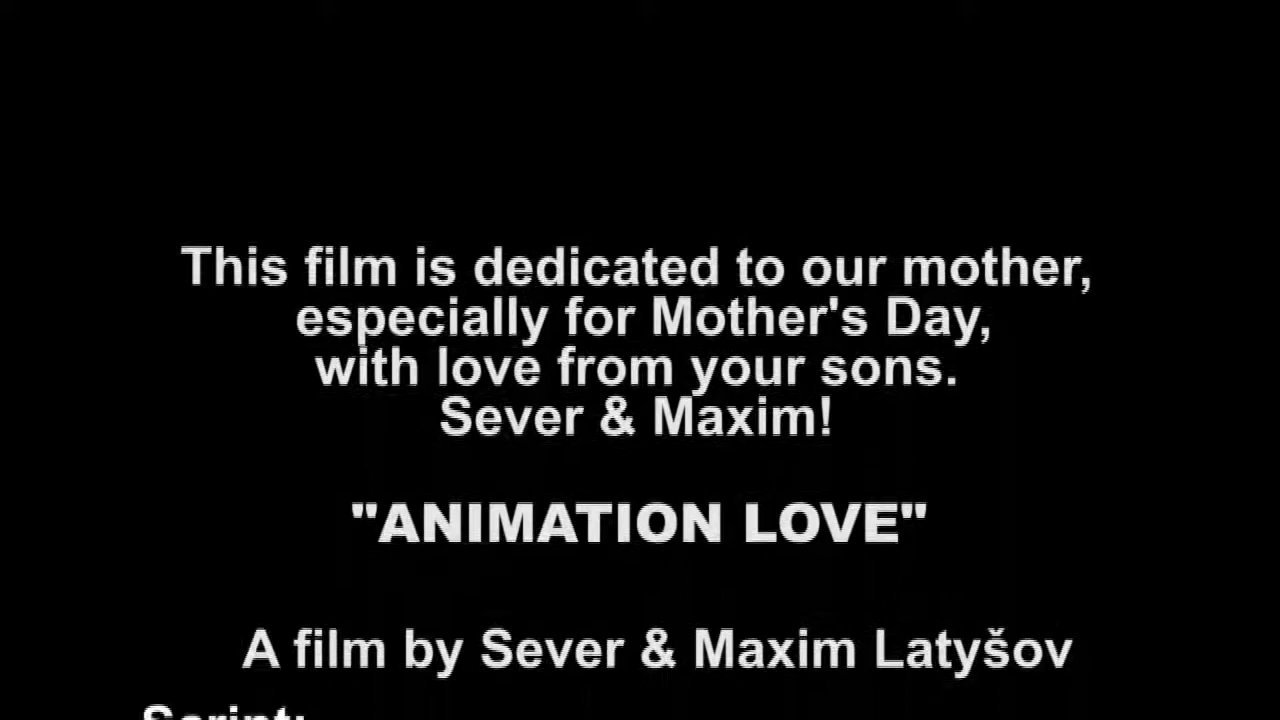 This film is dedicated to our mother,
especially for Mother's Day,
with love from your sons.
Sever & Maxim!
"ANIMATION LOVE"
A film by Sever & Maxim Latyšov
Script: